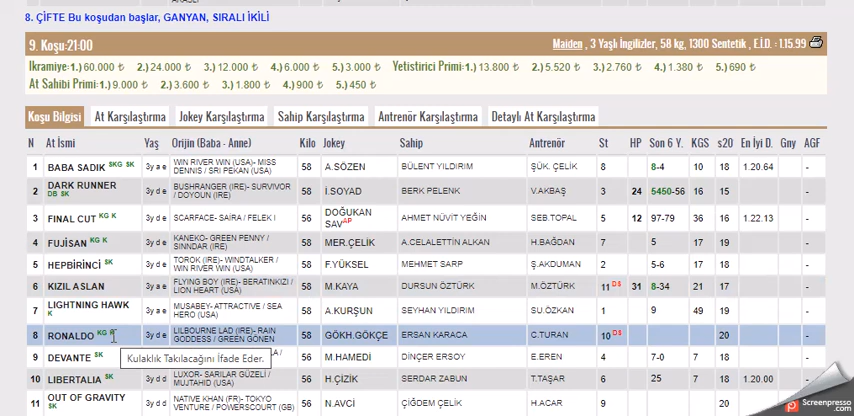 8. ÇİFTE Bu koşudan başlar, GANYAN, SIRALI İKİLİ
9. Koşu:21:00
Maiden , 3 Yaşlı İngilizler, 58 kg, 1300 Sentetik , E.İ.D. : 1.15.99
İkramiye:1.) 60.000 ₺ 2.) 24.000 ₺ 3.) 12.000 ₺ 4.) 6.000 ₺ 5.) 3.000 ₺ Yetistirici Primi:1.) 13.800 ₺ 2.) 5.520 ₺ 3.) 2.760 ₺ 4.) 1.380 ₺ 5.) 690 ₺
At Sahibi Primi:1.) 9.000 ₺ 2.) 3.600 ₺ 3.) 1.800 ₺ 4.) 900 ₺ 5.) 450 ₺
Koşu Bilgisi At Karşılaştırma Jokey Karşılaştırma Sahip Karşılaştırma Antrenör Karşılaştırma Detaylı At Karşılaştırma
N At İsmi Yaş Orijin (Baba - Anne) Kilo Jokey Sahip Antrenör St HP Son 6 Y. KGS s20 En İyi D. Gny AGF
1 BABA SADIK SKG SK 3y a e WIN RIVER WIN (USA)- MISS DENNIS / SRI PEKAN (USA) 58 A.SÖZEN BÜLENT YILDIRIM ŞÜK. ÇELİK 8 8-4 10 18 1.20.64 -
2 DARK RUNNER DB SK 3y d e BUSHRANGER (IRE)- SURVIVOR / DOYOUN (IRE) 58 İ.SOYAD BERK PELENK V.AKBAŞ 3 24 5450-56 16 15 -
3 FINAL CUT KG K 3y d e SCARFACE- SAİRA / FELEK I 56 DOĞUKAN SAV AP AHMET NÜVİT YEĞİN SEB.TOPAL 5 12 97-79 36 16 1.22.13 -
4 FUJİSAN KG K 3y d e KANEKO- GREEN PENNY / SINNDAR (IRE) 58 MER.ÇELİK A.CELALETTİN ALKAN H.BAĞDAN 7 5 17 19 -
5 HEPBİRİNCİ SK 3y d e TOROK (IRE)- WINDTALKER / WIN RIVER WIN (USA) 58 F.YÜKSEL MEHMET SARP Ş.AKDUMAN 2 5-6 17 18 -
6 KIZIL ASLAN 3y a e FLYING BOY (IRE)- BERATINKIZI / LION HEART (USA) 58 M.KAYA DURSUN ÖZTÜRK M.ÖZTÜRK 11 DS 31 8-34 21 17 -
7 LIGHTNING HAWK K 3y a e MUSABEY- ATTRACTIVE / SEA HERO (USA) 58 A.KURŞUN SEYHAN YILDIRIM SU.ÖZKAN 1 9 49 19 -
8 RONALDO KG K 3y d e LILBOURNE LAD (IRE)- RAIN GODDESS / GREEN GÖNEN 58 GÖKH.GÖKÇE ERSAN KARACA C.TURAN 10 DS 20 -
Kulaklık Takılacağını İfade Eder.
9 DEVANTE SK 56 M.HAMEDİ DİNÇER ERSOY E.EREN 4 7-0 7 18 -
10 LIBERTALIA SK 3y d d LUXOR- SARILAR GÜZELİ / MUJTAHID (USA) 56 H.ÇİZİK SERDAR ZABUN T.TAŞAR 6 25 7 18 1.20.00 -
11 OUT OF GRAVITY SK 3y d d NATIVE KHAN (FR)- TOKYO VENTURE / POWERSCOURT (GB) 56 N.AVCİ ÇİĞDEM ÇELİK H.ACAR 9 20 -
Screenpresso.com